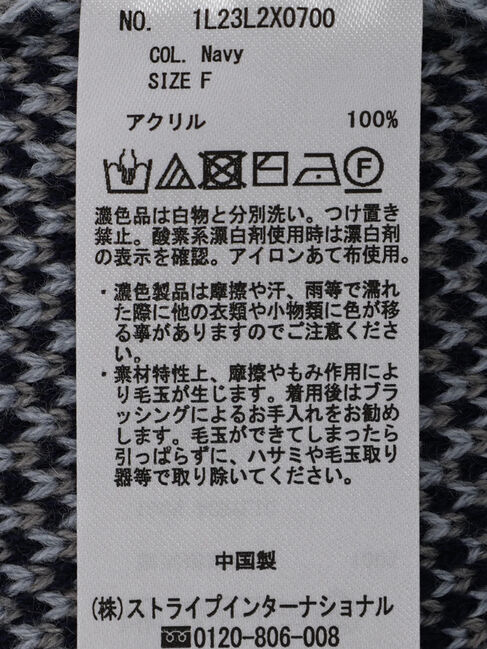 NO. 1L23L2X0700
COL. Navy
SIZE F
アクリル 100%
F
濃色品は白物と分別洗い。つけ置き
禁止。酸素系漂白剤使用時は漂白剤
の表示を確認。アイロンあて布使用。
・濃色製品は摩擦や汗、雨等で濡れ
た際に他の衣類や小物類に色が移
る事がありますのでご注意くださ
い。
・素材特性上、摩擦やもみ作用によ
り毛玉が生じます。着用後はブラ
ッシングによるお手入れをお勧め
します。毛玉ができてしまったら
引っぱらずに、ハサミや毛玉取り
器等で取り除いてください。
中国製
(株)ストライプインターナショナル
0120-806-008